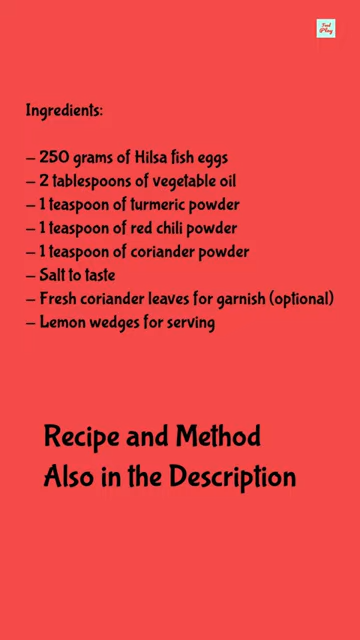 Food
Play
Ingredients:
– 250 grams of Hilsa fish eggs
– 2 tablespoons of vegetable oil
– 1 teaspoon of turmeric powder
– 1 teaspoon of red chili powder
– 1 teaspoon of coriander powder
– Salt to taste
– Fresh coriander leaves for garnish (optional)
– Lemon wedges for serving
Recipe and Method
Also in the Description